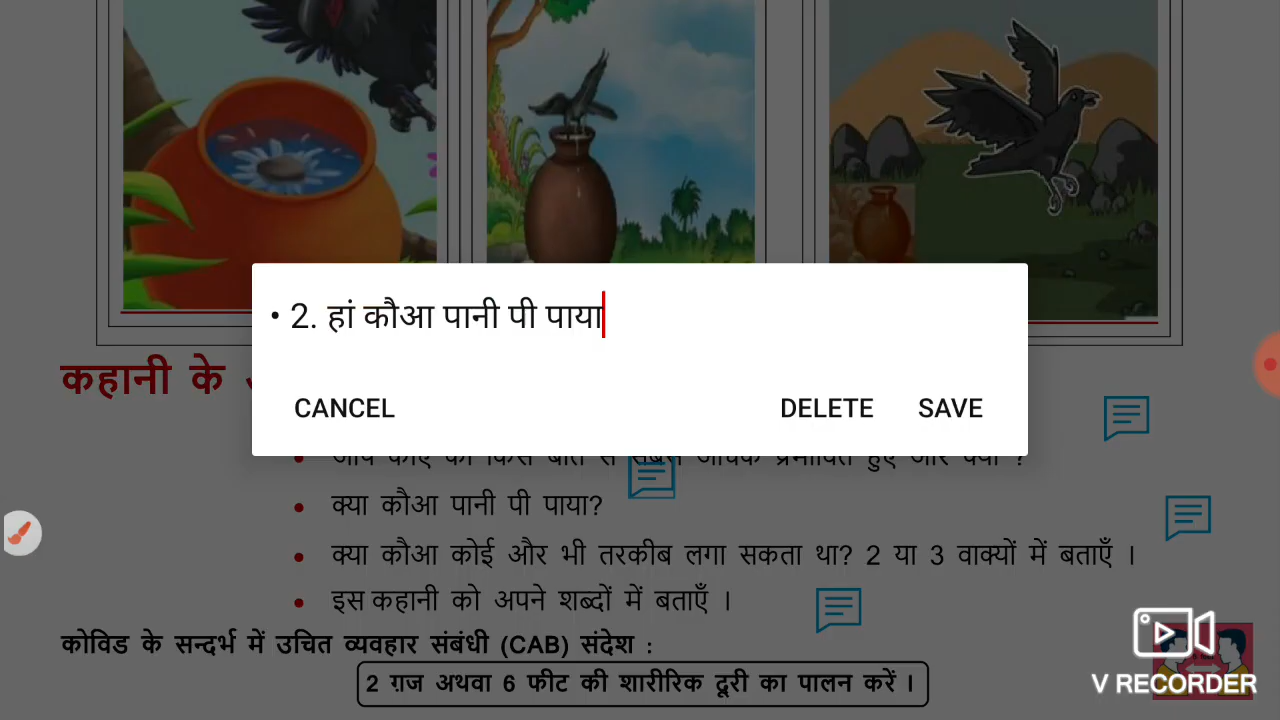 • 2. हां कौआ पानी पी पाया
CANCEL
DELETE
SAVE
कहानी के
• क्या कौआ पानी पी पाया?
• क्या कौआ कोई और भी तरकीब लगा सकता था? 2 या 3 वाक्यों में बताएँ ।
• इस कहानी को अपने शब्दों में बताएँ ।
कोविड के सन्दर्भ में उचित व्यवहार संबंधी (CAB) संदेश :
2 ग़ज अथवा 6 फीट की शारीरिक दूरी का पालन करें ।
V RECORDER